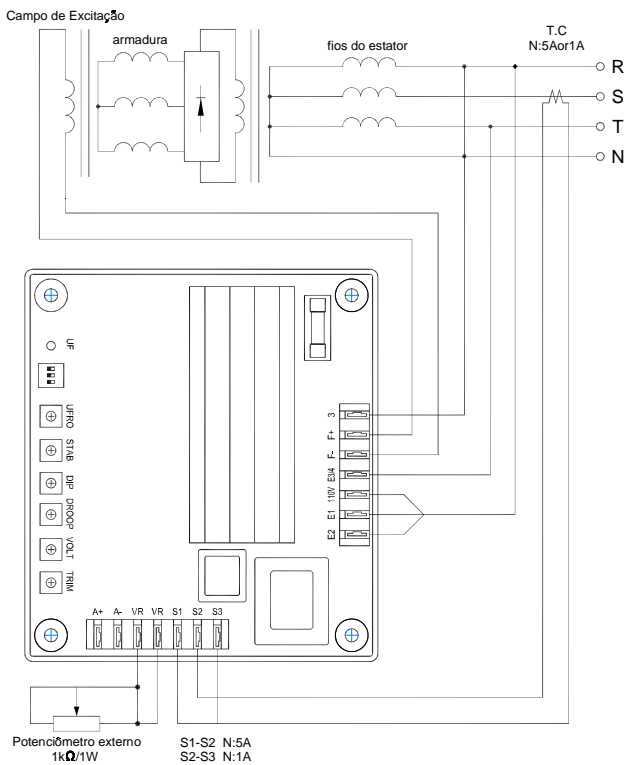 Campo de Excitação
armadura
fios do estator
T.C
N:5Aor1A
R
S
T
N
UF
UFRO
STAB
DIP
DROOP
VOLT
TRIM
3
F+
F-
E3/4
110V
E1
E2
A+ A- VR VR S1 S2 S3
Potenciômetro externo
1kΩ/1W
S1-S2 N:5A
S2-S3 N:1A